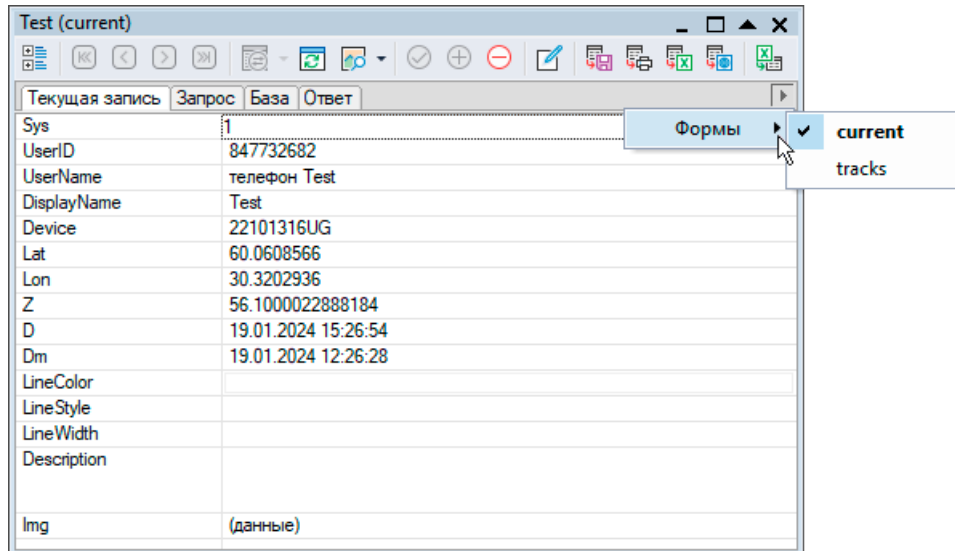 Test (current)
Текущая запись Запрос База Ответ
Sys 1 Формы current
UserID 847732682 tracks
UserName телефон Test
DisplayName Test
Device 22101316UG
Lat 60.0608566
Lon 30.3202936
Z 56.1000022888184
D 19.01.2024 15:26:54
Dm 19.01.2024 12:26:28
LineColor
LineStyle
LineWidth
Description
Img (данные)